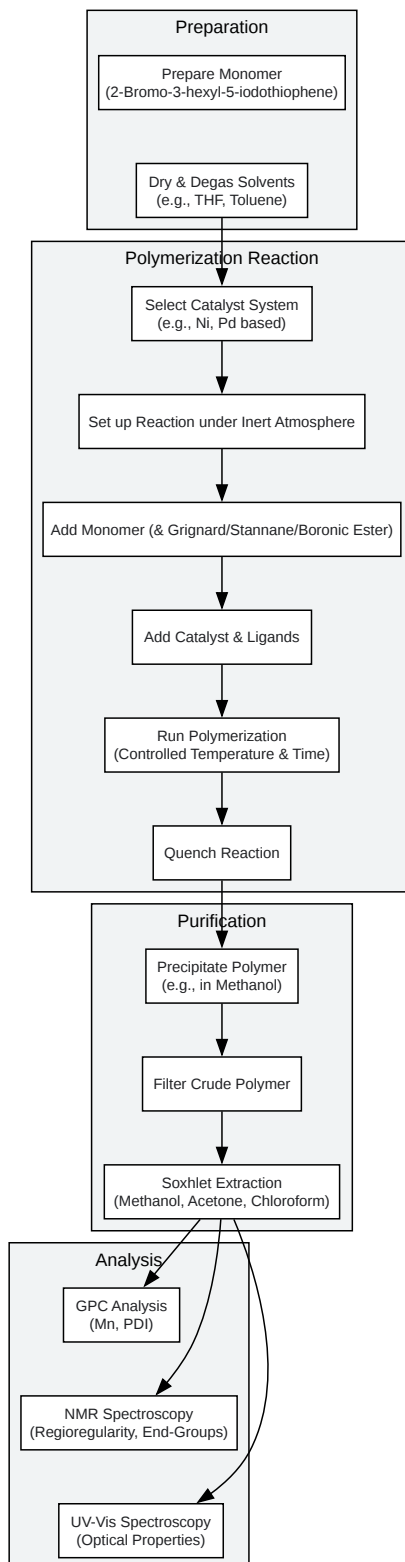 Preparation
Prepare Monomer
(2-Bromo-3-hexyl-5-iodothiophene)
Dry & Degas Solvents
(e.g., THF, Toluene)
Polymerization Reaction
Select Catalyst System
(e.g., Ni, Pd based)
Set up Reaction under Inert Atmosphere
Add Monomer (& Grignard/Stannane/Boronic Ester)
Add Catalyst & Ligands
Run Polymerization
(Controlled Temperature & Time)
Quench Reaction
Purification
Precipitate Polymer
(e.g., in Methanol)
Filter Crude Polymer
Soxhlet Extraction
(Methanol, Acetone, Chloroform)
Analysis
GPC Analysis
(Mn, PDI)
NMR Spectroscopy
(Regioregularity, End-Groups)
UV-Vis Spectroscopy
(Optical Properties)